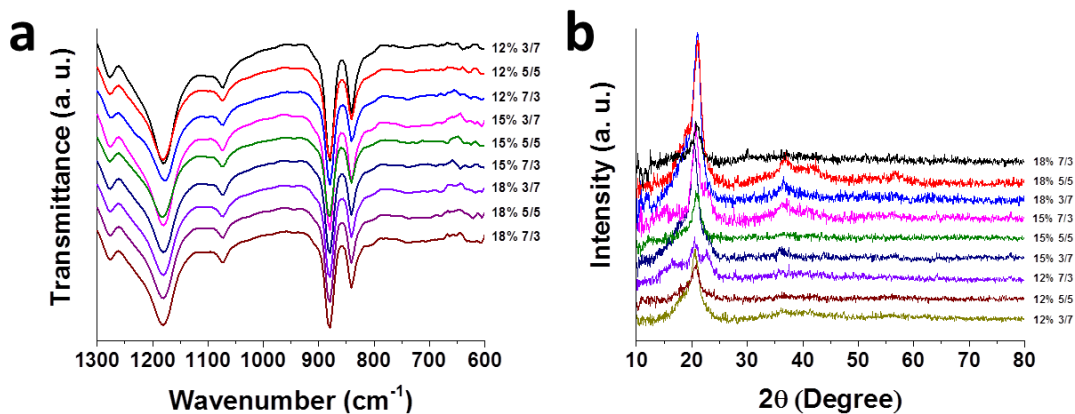 a
Transmittance (a. u.)
12% 3/7
12% 5/5
12% 7/3
15% 3/7
15% 5/5
15% 7/3
18% 3/7
18% 5/5
18% 7/3
1300 1200 1100 1000 900 800 700 600
Wavenumber (cm⁻¹)
b
Intensity (a. u.)
18% 7/3
18% 5/5
18% 3/7
15% 7/3
15% 5/5
15% 3/7
12% 7/3
12% 5/5
12% 3/7
10 20 30 40 50 60 70 80
2θ (Degree)